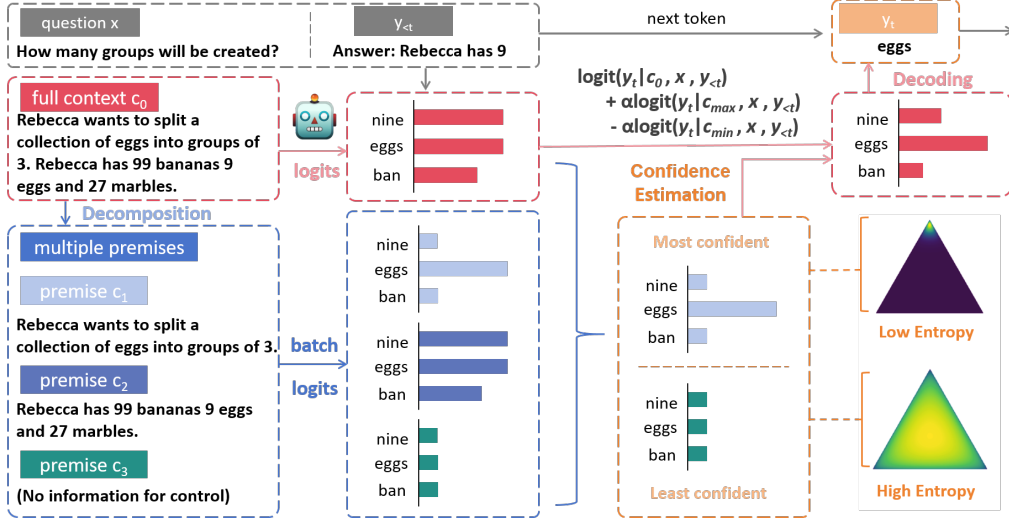 question x
How many groups will be created?
y<t
Answer: Rebecca has 9
next token
yt
eggs
full context c0
Rebecca wants to split a
collection of eggs into groups of
3. Rebecca has 99 bananas 9
eggs and 27 marbles.
logits
nine
eggs
ban
logit(yt|c0, x , y<t)
+ αlogit(yt|cmax, x , y<t)
- αlogit(yt|cmin, x , y<t)
Decoding
nine
eggs
ban
Decomposition
multiple premises
premise c1
Rebecca wants to split a
collection of eggs into groups of 3.
premise c2
Rebecca has 99 bananas 9 eggs
and 27 marbles.
premise c3
(No information for control)
batch
logits
nine
eggs
ban
nine
eggs
ban
nine
eggs
ban
Confidence
Estimation
Most confident
nine
eggs
ban
nine
eggs
ban
Least confident
Low Entropy
High Entropy